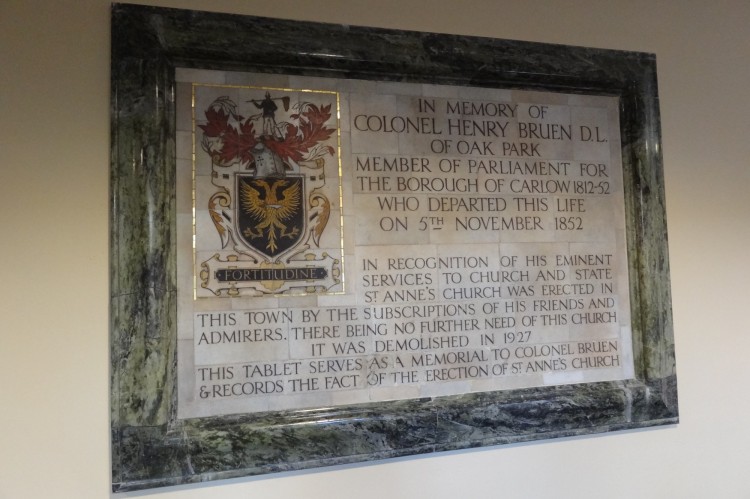 IN MEMORY OF
COLONEL HENRY BRUEN D.L.
OF OAK PARK
MEMBER OF PARLIAMENT FOR
THE BOROUGH OF CARLOW 1812-52
WHO DEPARTED THIS LIFE
ON 5TH NOVEMBER 1852
FORTITUDINE
IN RECOGNITION OF HIS EMINENT
SERVICES TO CHURCH AND STATE
ST. ANNE'S CHURCH WAS ERECTED IN
THIS TOWN BY THE SUBSCRIPTIONS OF HIS FRIENDS AND
ADMIRERS. THERE BEING NO FURTHER NEED OF THIS CHURCH
IT WAS DEMOLISHED IN 1927
THIS TABLET SERVES AS A MEMORIAL TO COLONEL BRUEN
& RECORDS THE FACT OF THE ERECTION OF ST. ANNE'S CHURCH